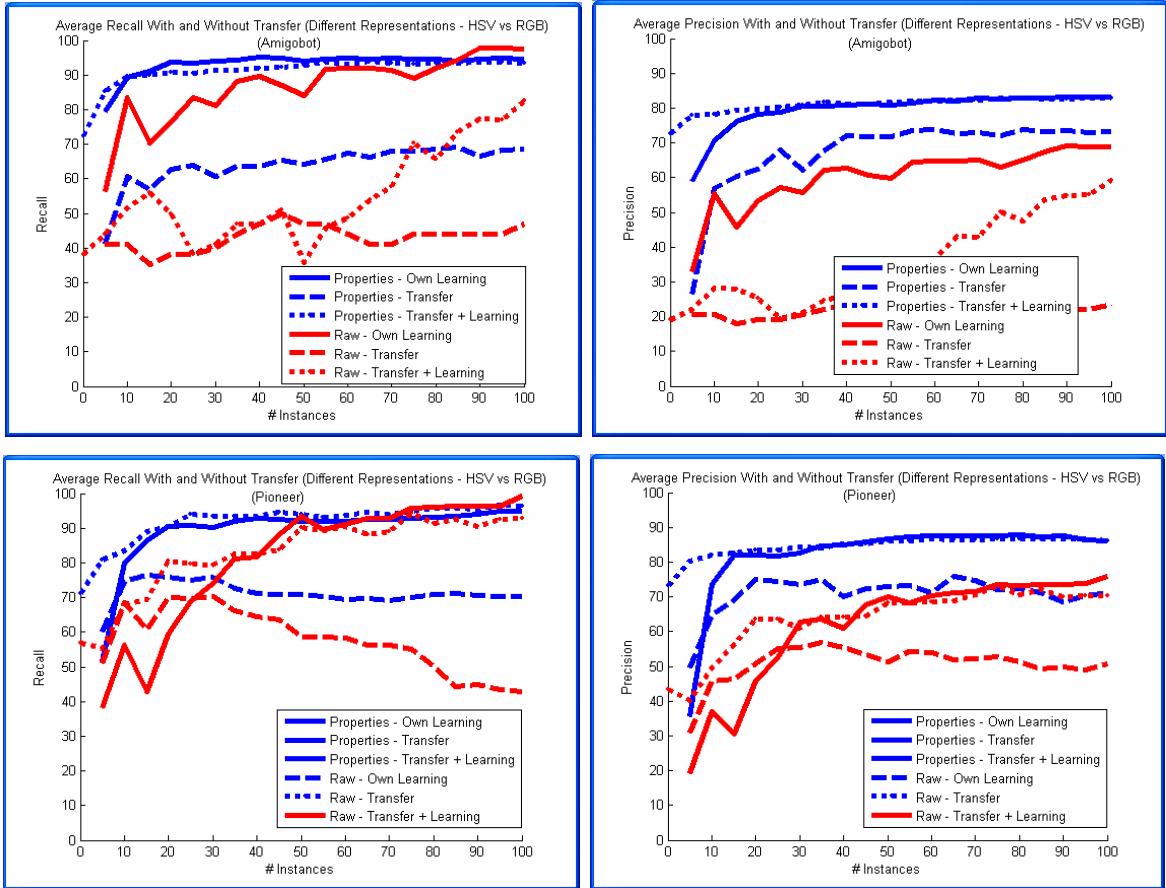 Average Recall With and Without Transfer (Different Representations - HSV vs RGB)
(Amigobot)
100
90
80
70
60
50
40
30
20
10
0
Recall
Properties - Own Learning
Properties - Transfer
Properties - Transfer + Learning
Raw - Own Learning
Raw - Transfer
Raw - Transfer + Learning
0 10 20 30 40 50 60 70 80 90 100
# Instances
Average Precision With and Without Transfer (Different Representations - HSV vs RGB)
(Amigobot)
100
90
80
70
60
50
40
30
20
10
0
Precision
Properties - Own Learning
Properties - Transfer
Properties - Transfer + Learning
Raw - Own Learning
Raw - Transfer
Raw - Transfer + Learning
0 10 20 30 40 50 60 70 80 90 100
# Instances
Average Recall With and Without Transfer (Different Representations - HSV vs RGB)
(Pioneer)
100
90
80
70
60
50
40
30
20
10
0
Recall
Properties - Own Learning
Properties - Transfer
Properties - Transfer + Learning
Raw - Own Learning
Raw - Transfer
Raw - Transfer + Learning
0 10 20 30 40 50 60 70 80 90 100
# Instances
Average Precision With and Without Transfer (Different Representations - HSV vs RGB)
(Pioneer)
100
90
80
70
60
50
40
30
20
10
0
Precision
Properties - Own Learning
Properties - Transfer
Properties - Transfer + Learning
Raw - Own Learning
Raw - Transfer
Raw - Transfer + Learning
0 10 20 30 40 50 60 70 80 90 100
# Instances